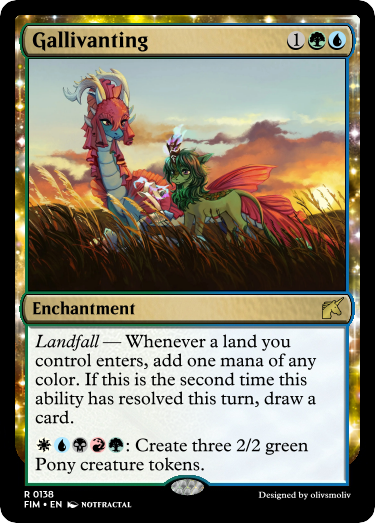 Gallivanting 1
Enchantment
Landfall — Whenever a land you
control enters, add one mana of any
color. If this is the second time this
ability has resolved this turn, draw a
card.
: Create three 2/2 green
Pony creature tokens.
R 0138
FIM • EN NOTFRACTAL
Designed by olivsmoliv